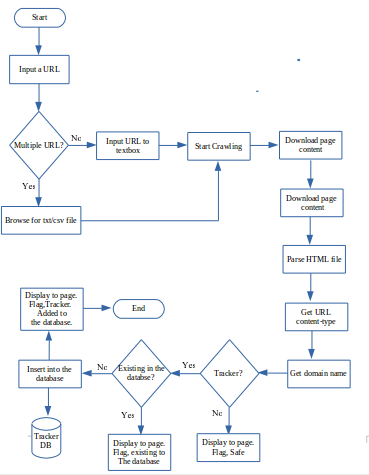 Start
Input a URL
Multiple URL?
No
Input URL to
textbox
Start Crawling
Download page
content
Yes
Browse for txt/csv file
Download page
content
Parse HTML file
Get URL
content-type
Get domain name
Tracker?
Yes
No
Display to page.
Flag, Safe
Existing in the
databse?
No
Yes
Display to page.
Flag, existing to
The database
Insert into the
database
Tracker
DB
Display to page.
Flag,Tracker.
Added to
the database.
End